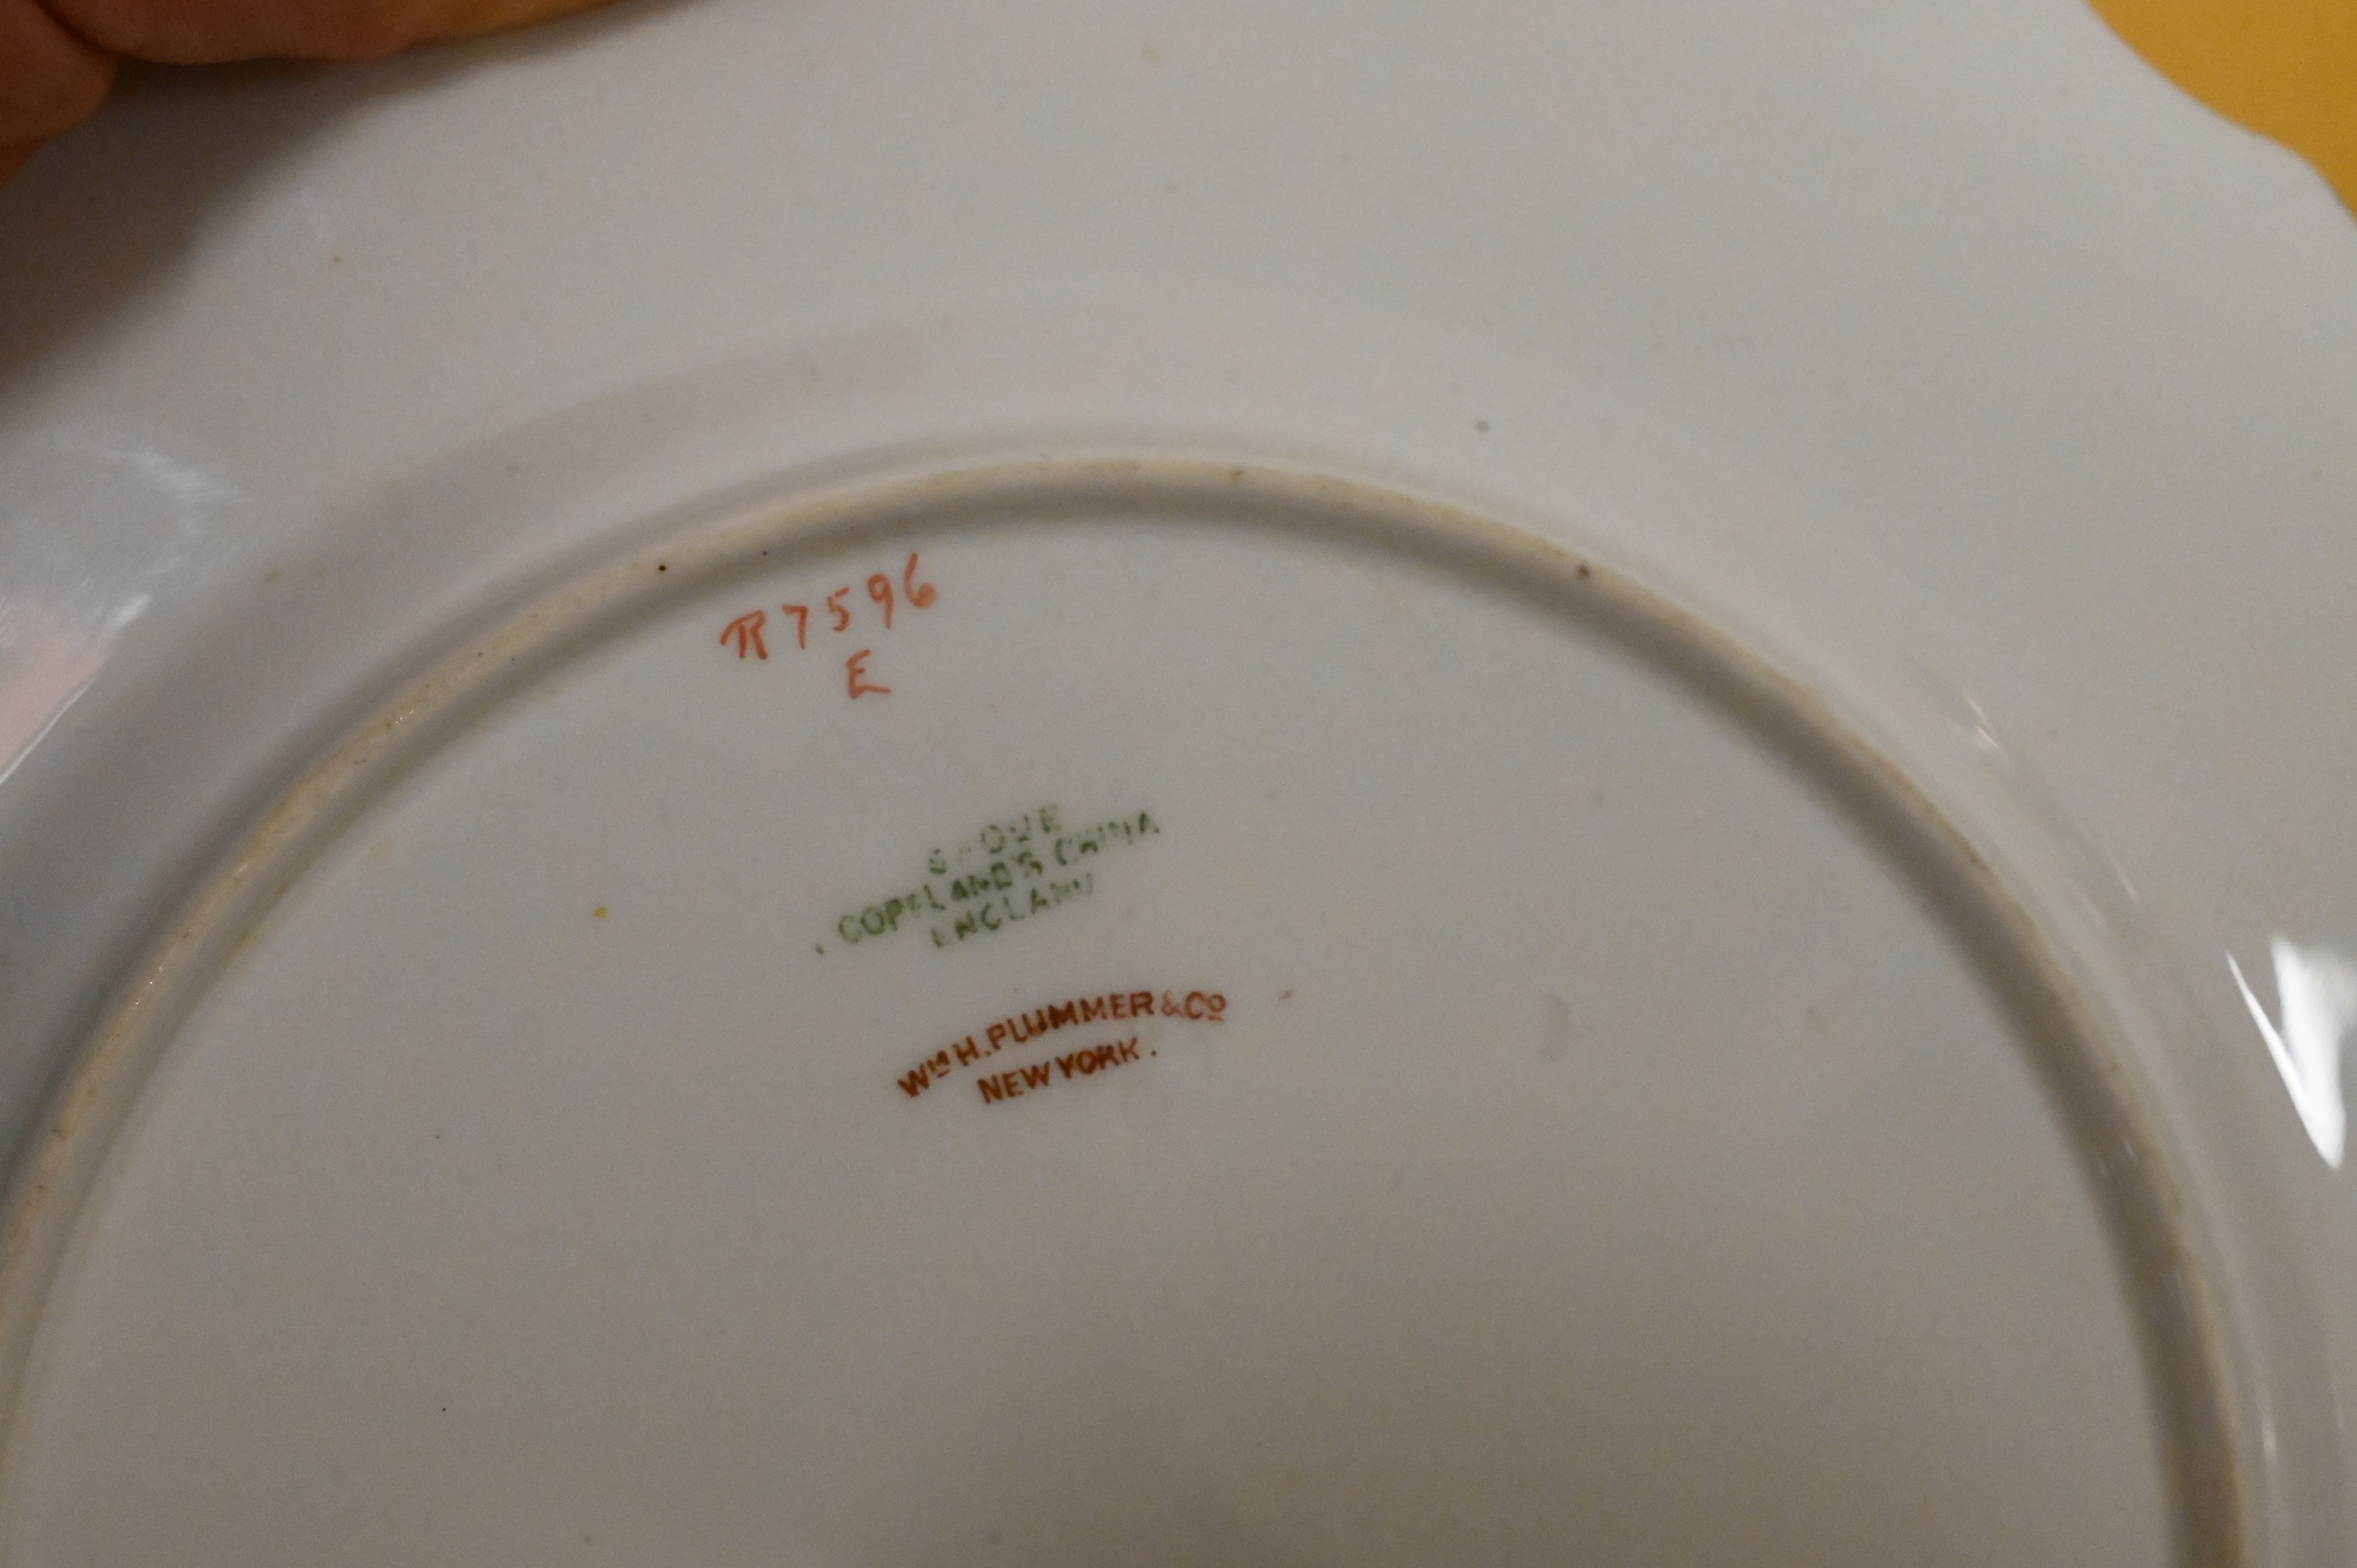 R7596
E
SPODE
COPELAND'S CHINA
ENGLAND
Wm H. PLUMMER & Co
NEW YORK.